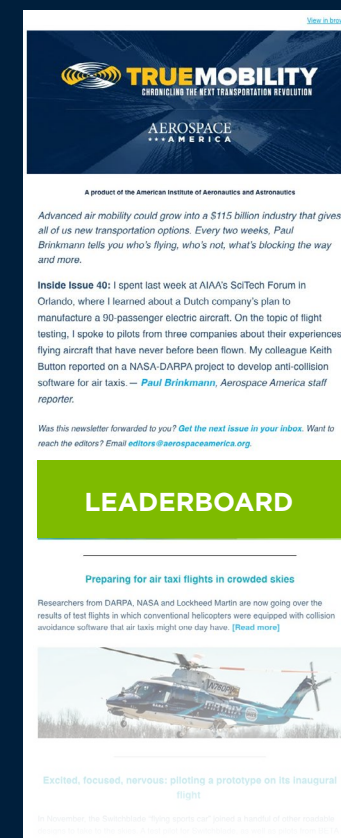 View in brow
TRUEMOBILITY
CHRONICLING THE NEXT TRANSPORTATION REVOLUTION
AEROSPACE
★★★AMERICA
A product of the American Institute of Aeronautics and Astronautics
Advanced air mobility could grow into a $115 billion industry that gives
all of us new transportation options. Every two weeks, Paul
Brinkmann tells you who's flying, who's not, what's blocking the way
and more.
Inside Issue 40: I spent last week at AIAA's SciTech Forum in
Orlando, where I learned about a Dutch company's plan to
manufacture a 90-passenger electric aircraft. On the topic of flight
testing, I spoke to pilots from three companies about their experiences
flying aircraft that have never before been flown. My colleague Keith
Button reported on a NASA-DARPA project to develop anti-collision
software for air taxis.— Paul Brinkmann, Aerospace America staff
reporter.
Was this newsletter forwarded to you? Get the next issue in your inbox. Want to
reach the editors? Email editors@aerospaceamerica.org.
LEADERBOARD
Preparing for air taxi flights in crowded skies
Researchers from DARPA, NASA and Lockheed Martin are now going over the
results of test flights in which conventional helicopters were equipped with collision
avoidance software that air taxis might one day have. [Read more]
Excited, focused, nervous: piloting a prototype on its inaugural
flight